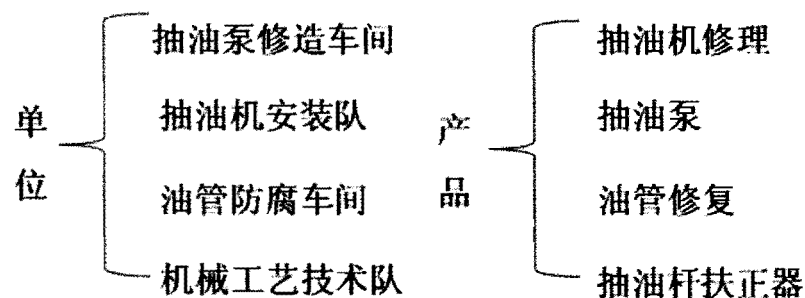 单位
抽油泵修造车间
抽油机安装队
油管防腐车间
机械工艺技术队
产品
抽油机修理
抽油泵
油管修复
抽油杆扶正器